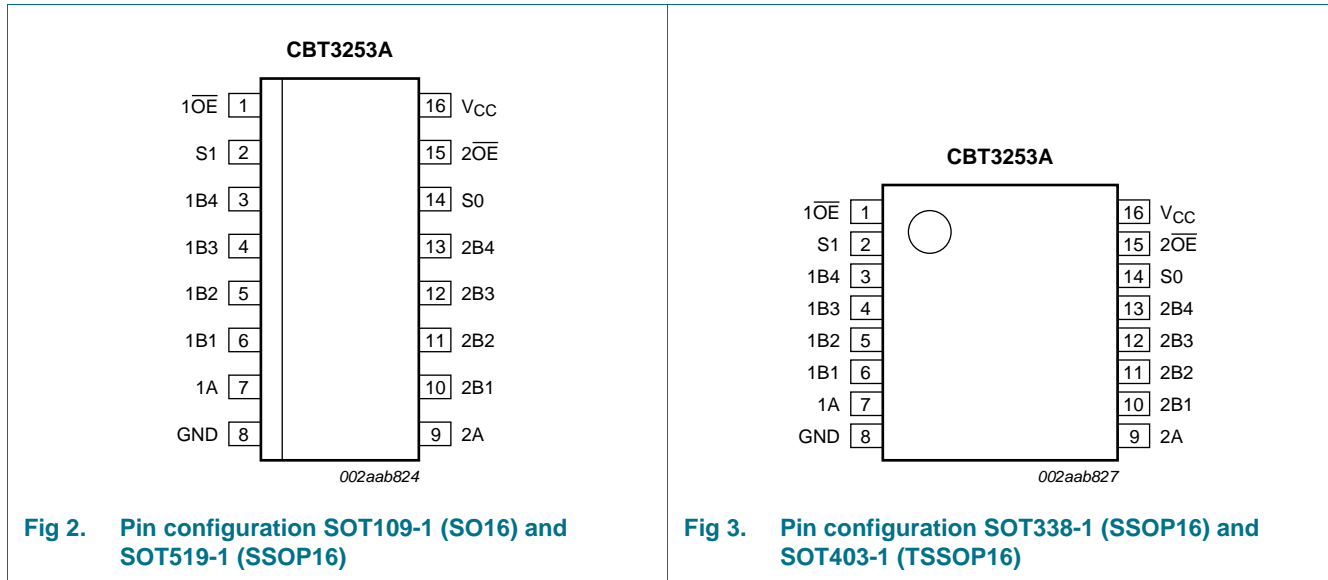 CBT3253A
1OE 1 16 VCC
S1 2 15 2OE
1B4 3 14 S0
1B3 4 13 2B4
1B2 5 12 2B3
1B1 6 11 2B2
1A 7 10 2B1
GND 8 9 2A
002aab824
Fig 2. Pin configuration SOT109-1 (SO16) and
SOT519-1 (SSOP16)
CBT3253A
1OE 1 16 VCC
S1 2 15 2OE
1B4 3 14 S0
1B3 4 13 2B4
1B2 5 12 2B3
1B1 6 11 2B2
1A 7 10 2B1
GND 8 9 2A
002aab827
Fig 3. Pin configuration SOT338-1 (SSOP16) and
SOT403-1 (TSSOP16)